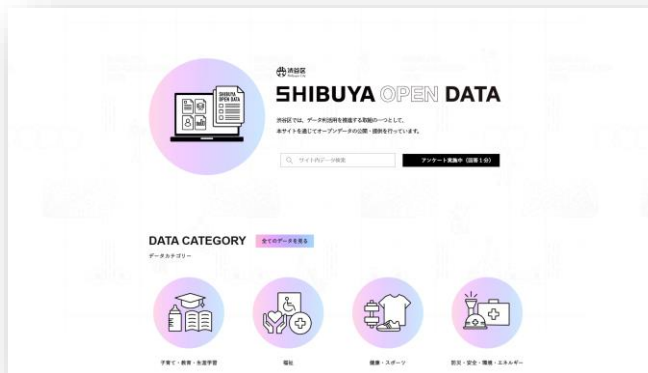 渋谷区
SHIBUYA OPEN DATA
SHIBUYA OPEN DATA
渋谷区では、データ利活用を推進する取組の一つとして、
本サイトを通じてオープンデータの公開・提供を行っています。
サイト内データ検索
アンケート実施中（回答1分）
DATA CATEGORY
全てのデータを見る
データカテゴリー
子育て・教育・生涯学習
福祉
健康・スポーツ
防災・安全・環境・エネルギー